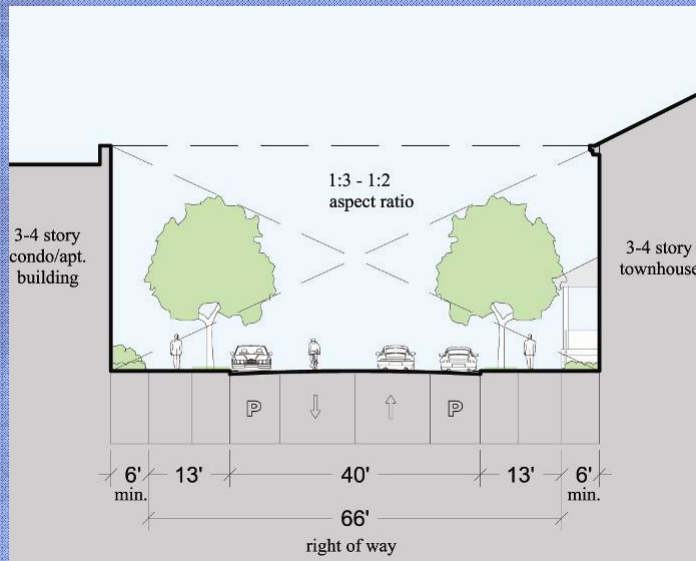 1:3 - 1:2
aspect ratio
3-4 story
condo/apt.
building
3-4 story
townhouse
P
P
6'
min.
13'
40'
13'
6'
min.
66'
right of way